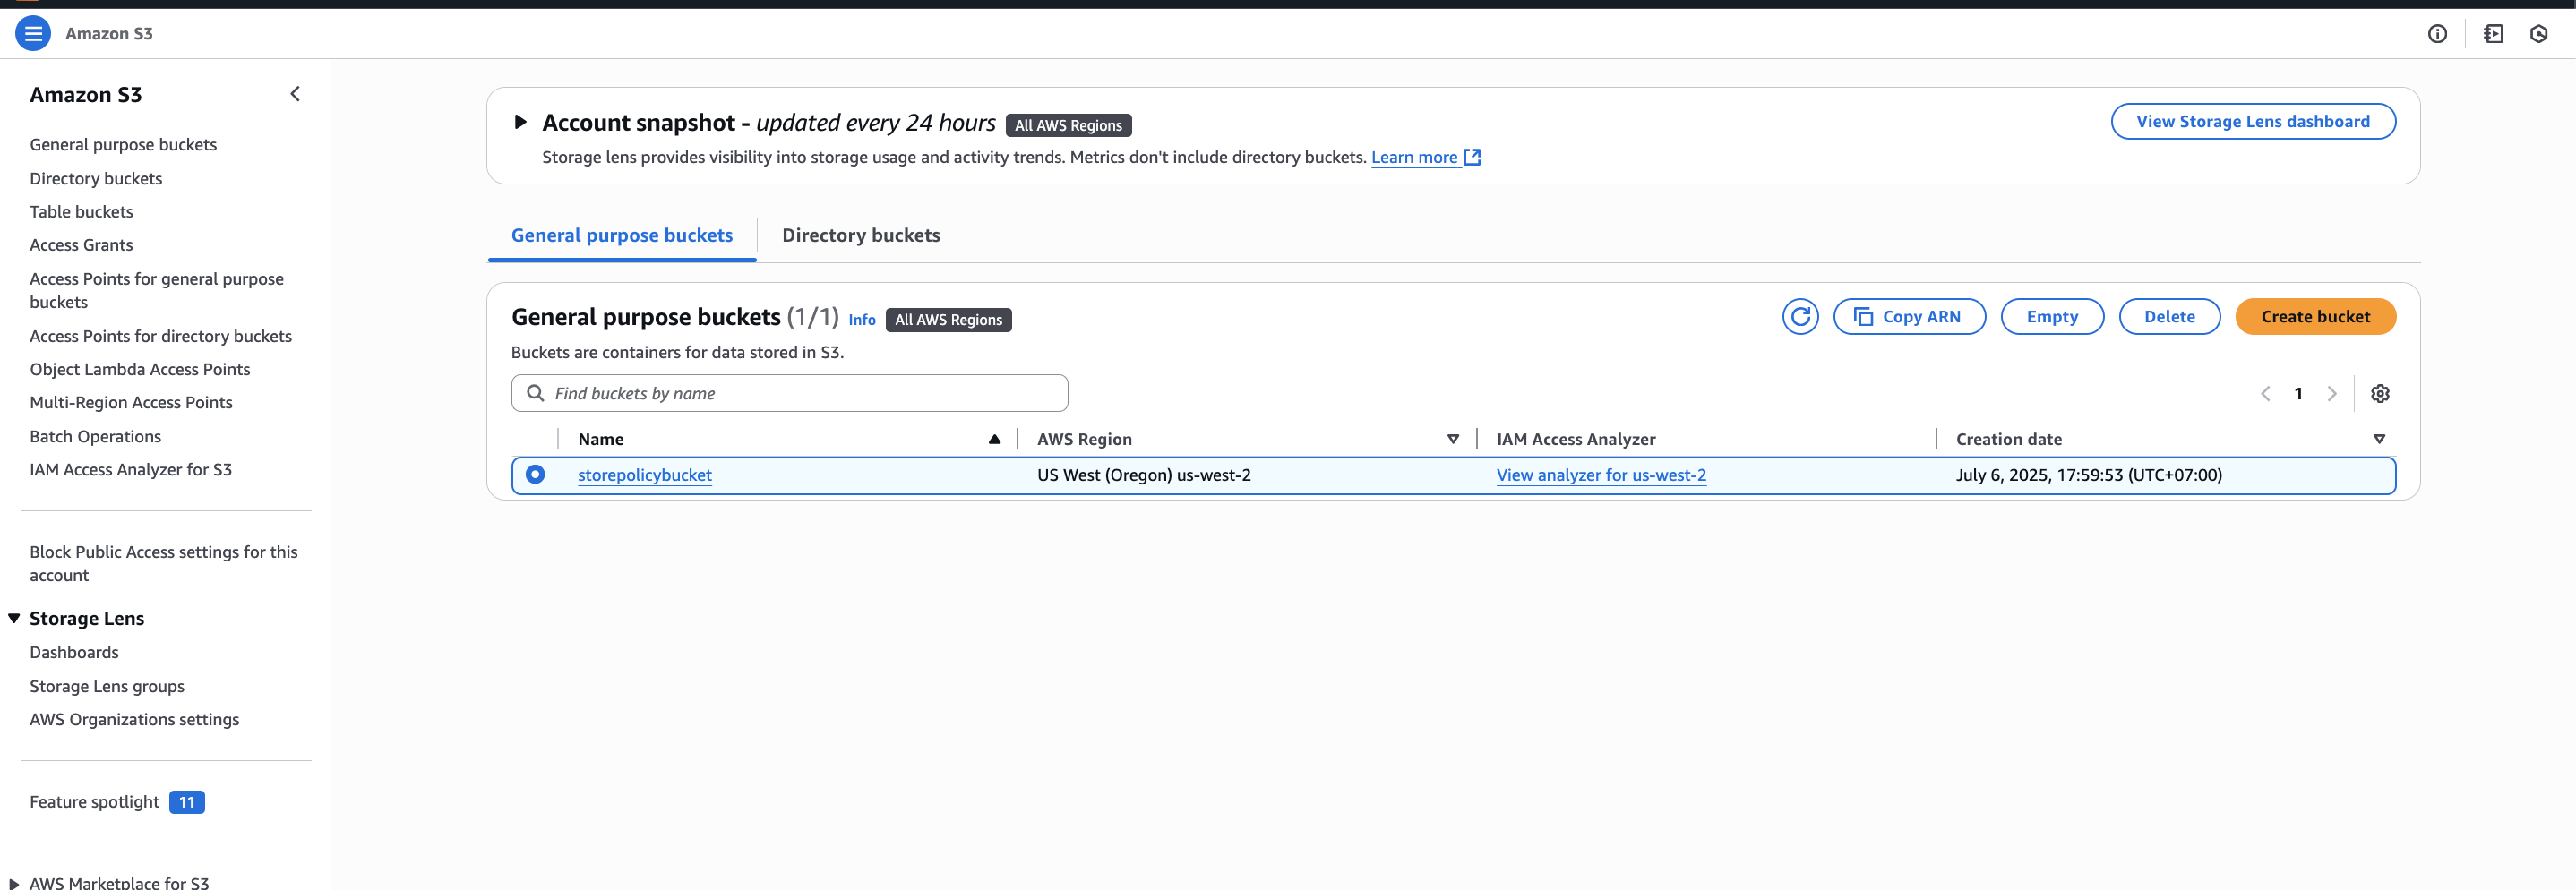 Amazon S3
Amazon S3
General purpose buckets
Directory buckets
Table buckets
Access Grants
Access Points for general purpose
buckets
Access Points for directory buckets
Object Lambda Access Points
Multi-Region Access Points
Batch Operations
IAM Access Analyzer for S3
Block Public Access settings for this
account
Storage Lens
Dashboards
Storage Lens groups
AWS Organizations settings
Feature spotlight 11
AWS Marketplace for S3
Account snapshot - updated every 24 hours All AWS Regions
View Storage Lens dashboard
Storage lens provides visibility into storage usage and activity trends. Metrics don't include directory buckets. Learn more
General purpose buckets Directory buckets
General purpose buckets (1/1) Info All AWS Regions
Copy ARN Empty Delete Create bucket
Buckets are containers for data stored in S3.
Find buckets by name
1
Name AWS Region IAM Access Analyzer Creation date
storepolicybucket US West (Oregon) us-west-2 View analyzer for us-west-2 July 6, 2025, 17:59:53 (UTC+07:00)